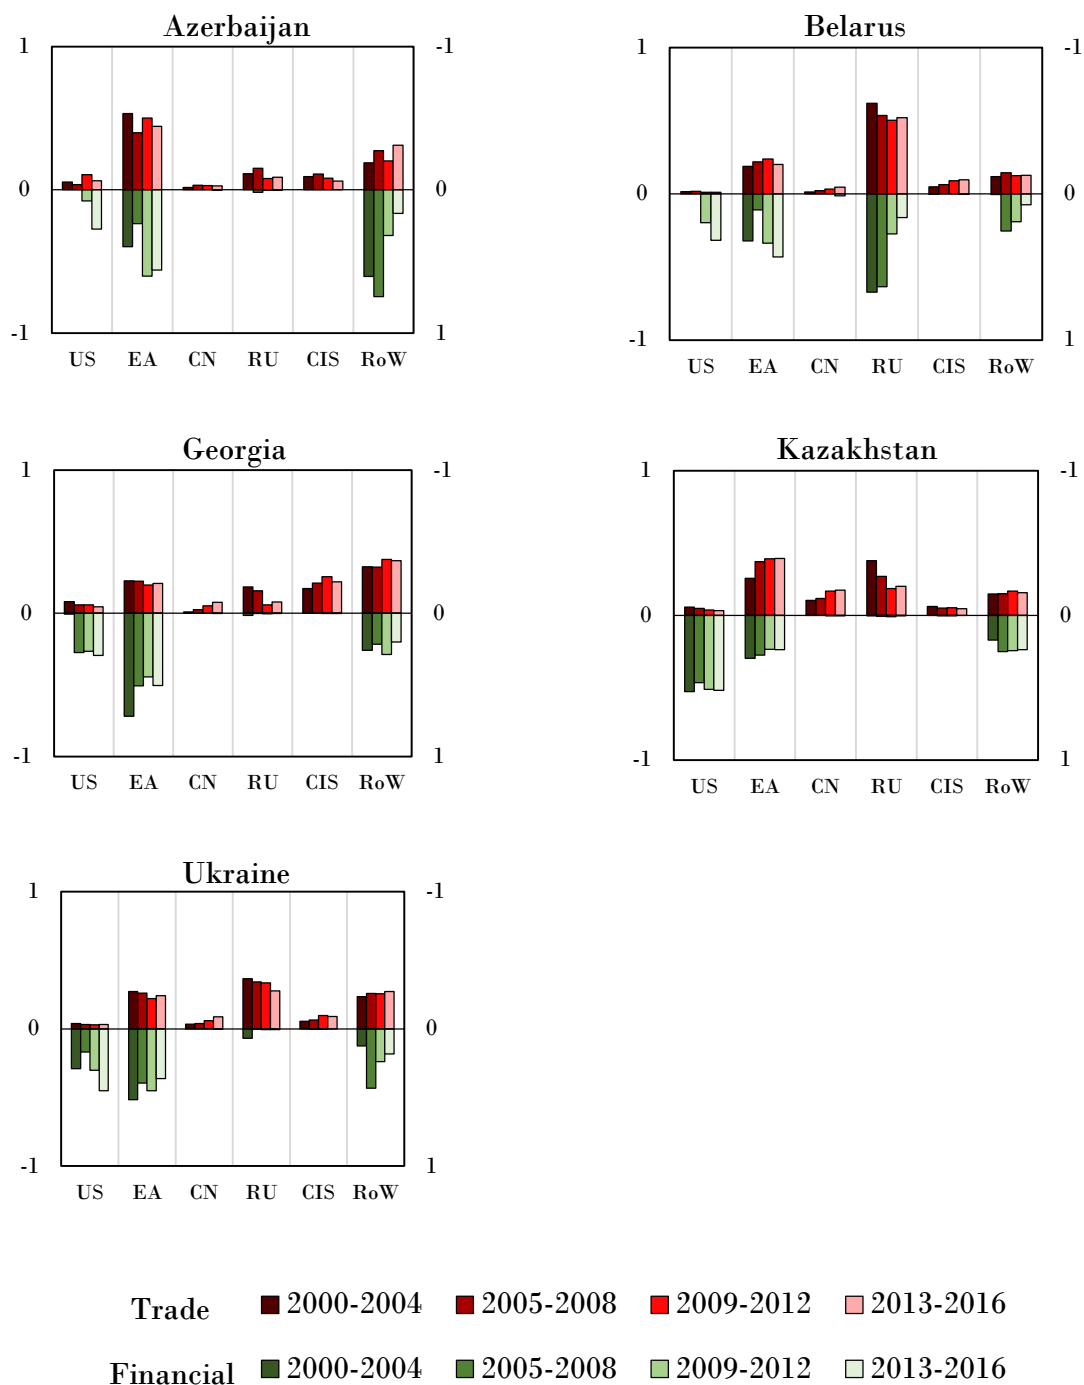 Azerbaijan
1
-1
0
0
-1
1
US EA CN RU CIS RoW
Belarus
1
-1
0
0
-1
1
US EA CN RU CIS RoW
Georgia
1
-1
0
0
-1
1
US EA CN RU CIS RoW
Kazakhstan
1
-1
0
0
-1
1
US EA CN RU CIS RoW
Ukraine
1
-1
0
0
-1
1
US EA CN RU CIS RoW
Trade 2000-2004 2005-2008 2009-2012 2013-2016
Financial 2000-2004 2005-2008 2009-2012 2013-2016